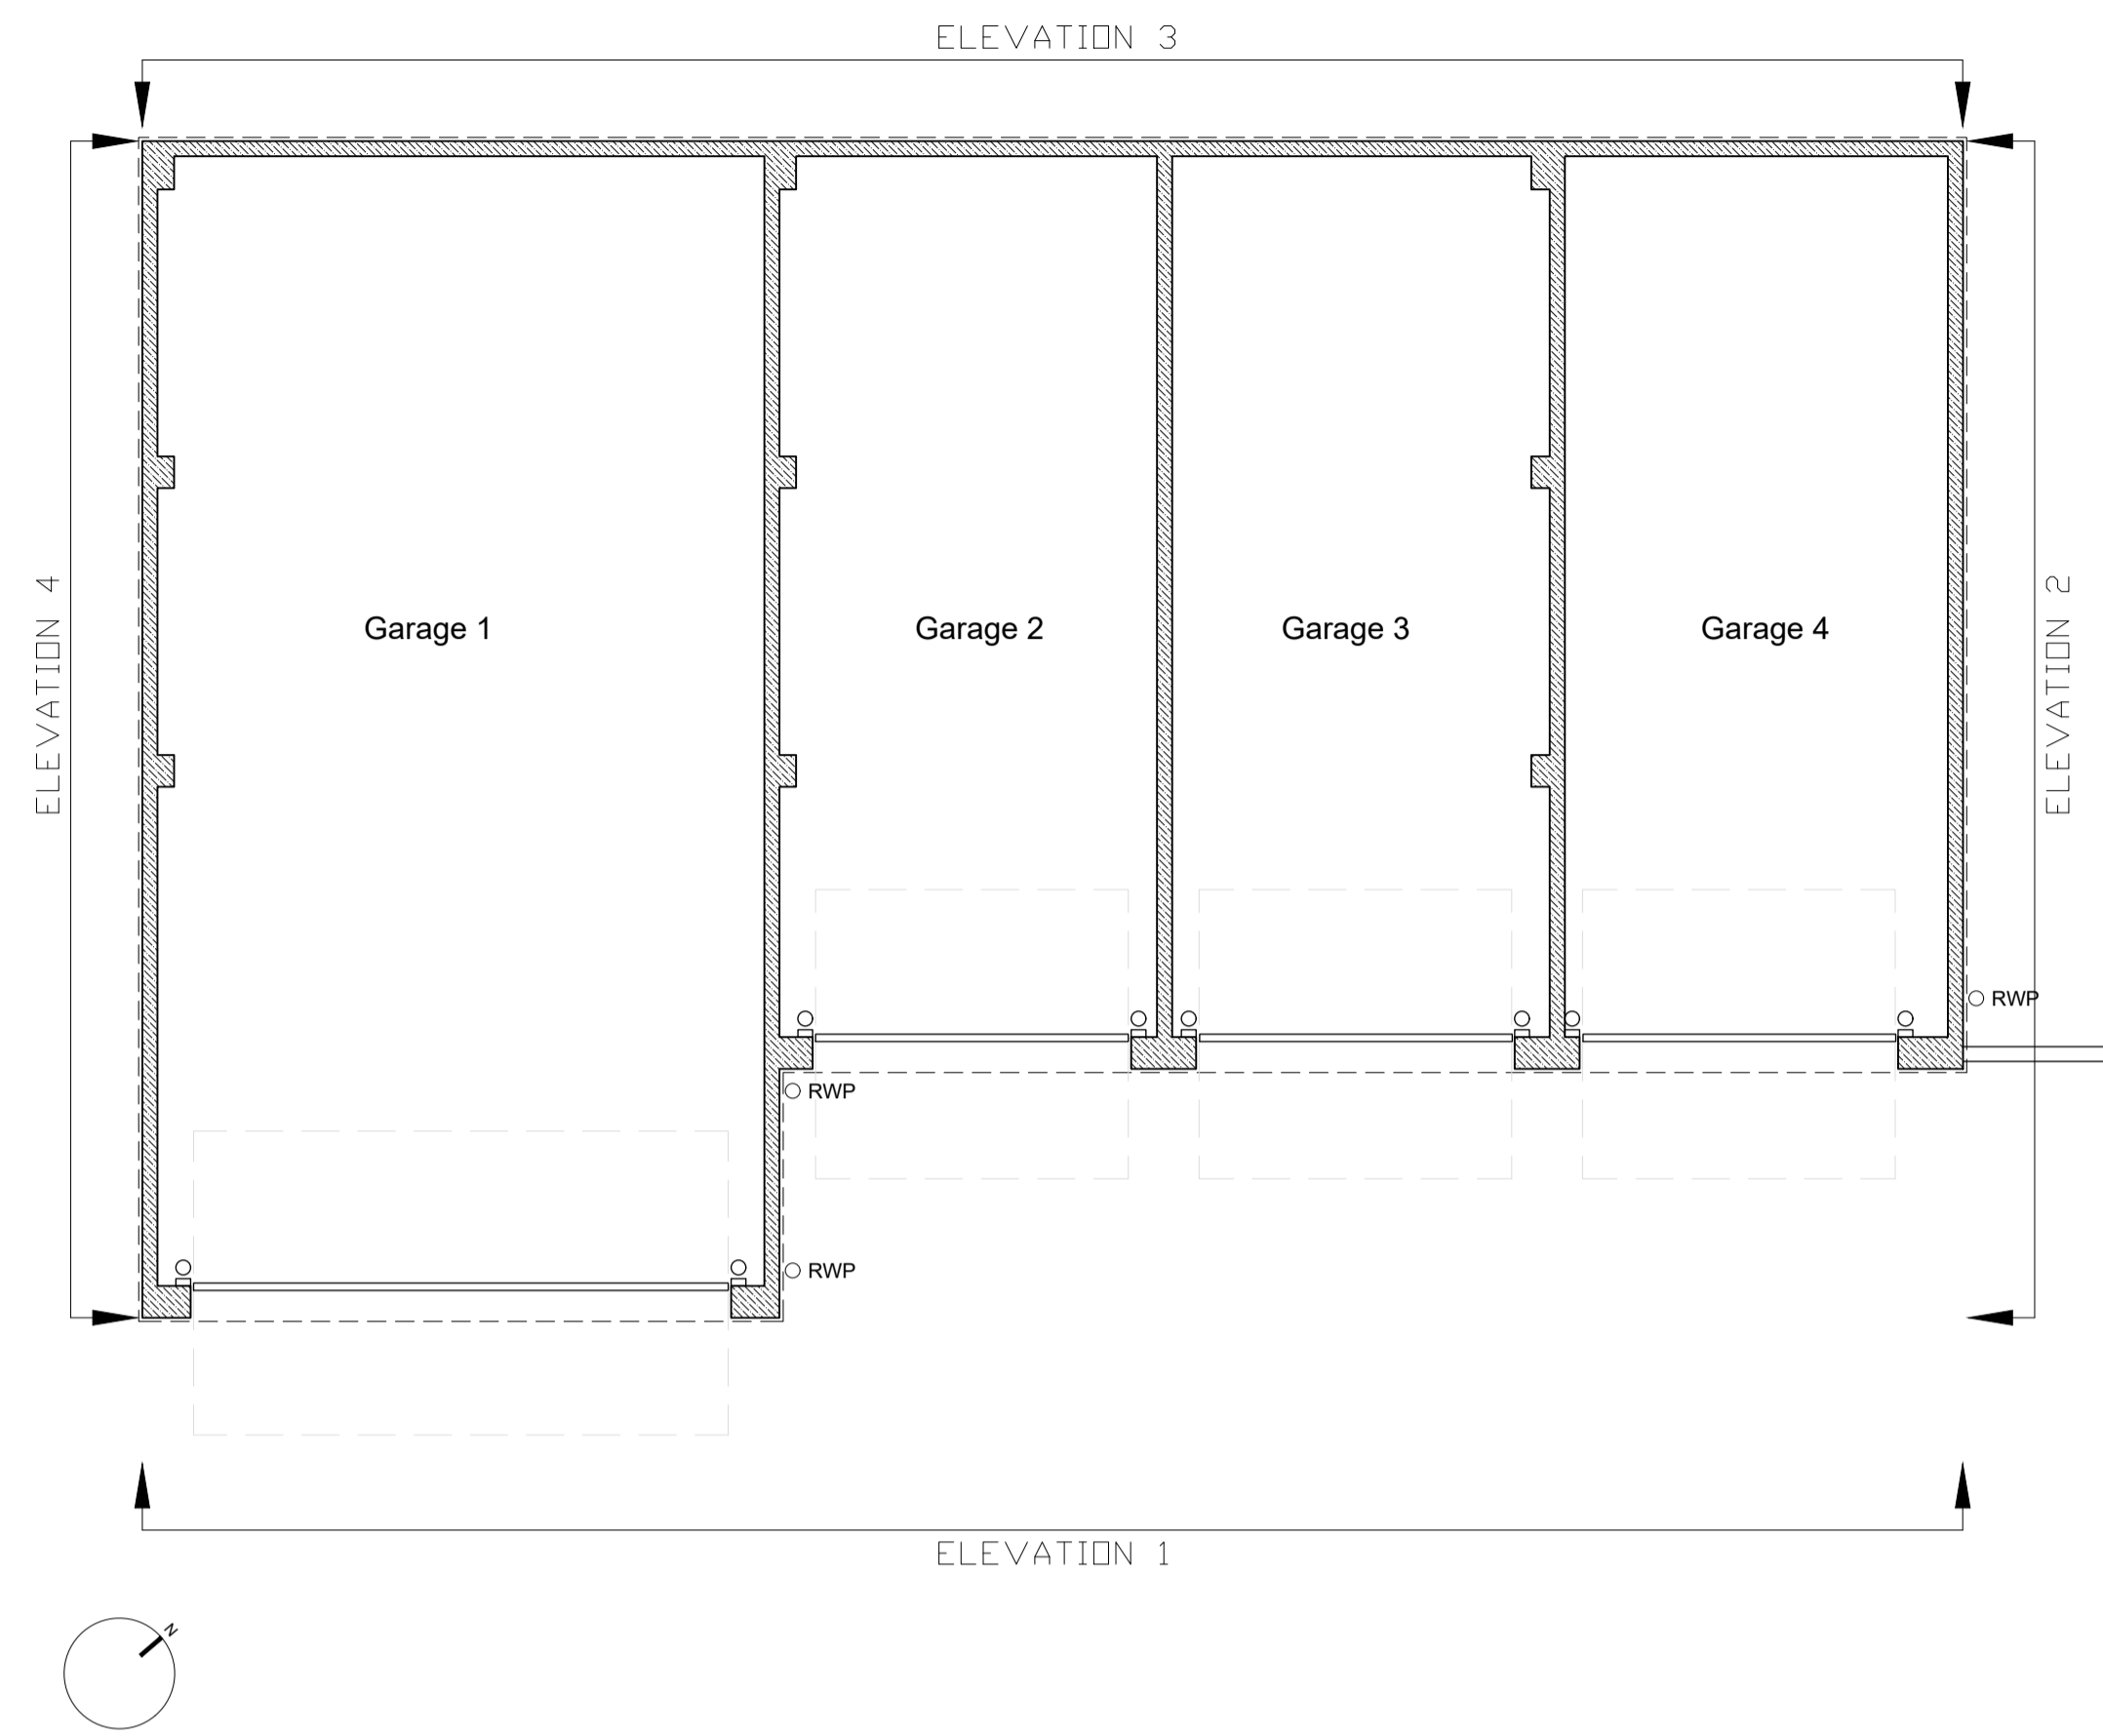 ELEVATION 3
ELEVATION 4
Garage 1
Garage 2
Garage 3
Garage 4
ELEVATION 2
RWP
RWP
RWP
ELEVATION 1
N